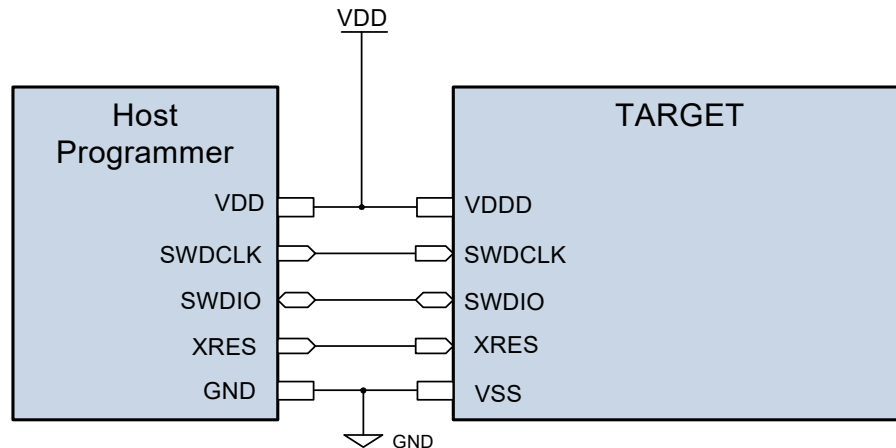 VDD
Host
Programmer
TARGET
VDD
VDDD
SWDCLK
SWDCLK
SWDIO
SWDIO
XRES
XRES
GND
VSS
GND